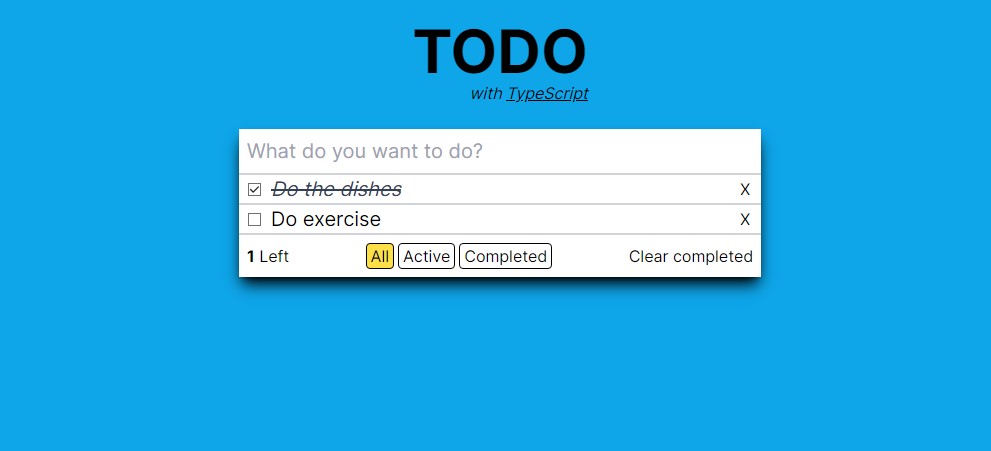 TODO
with TypeScript
What do you want to do?
Do the dishes X
Do exercise X
1 Left All Active Completed Clear completed